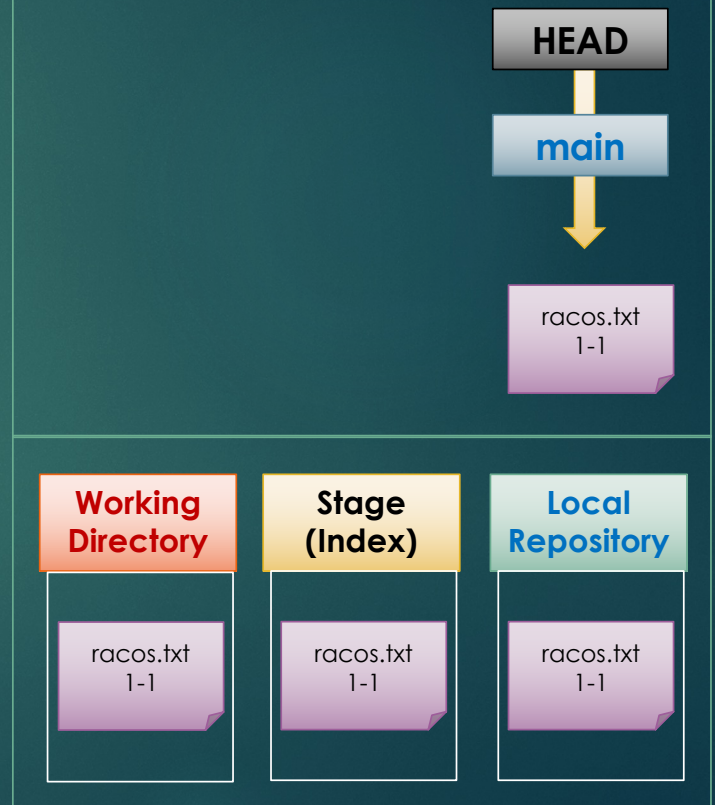 HEAD
main
racos.txt
1-1
Working
Directory
Stage
(Index)
Local
Repository
racos.txt
1-1
racos.txt
1-1
racos.txt
1-1